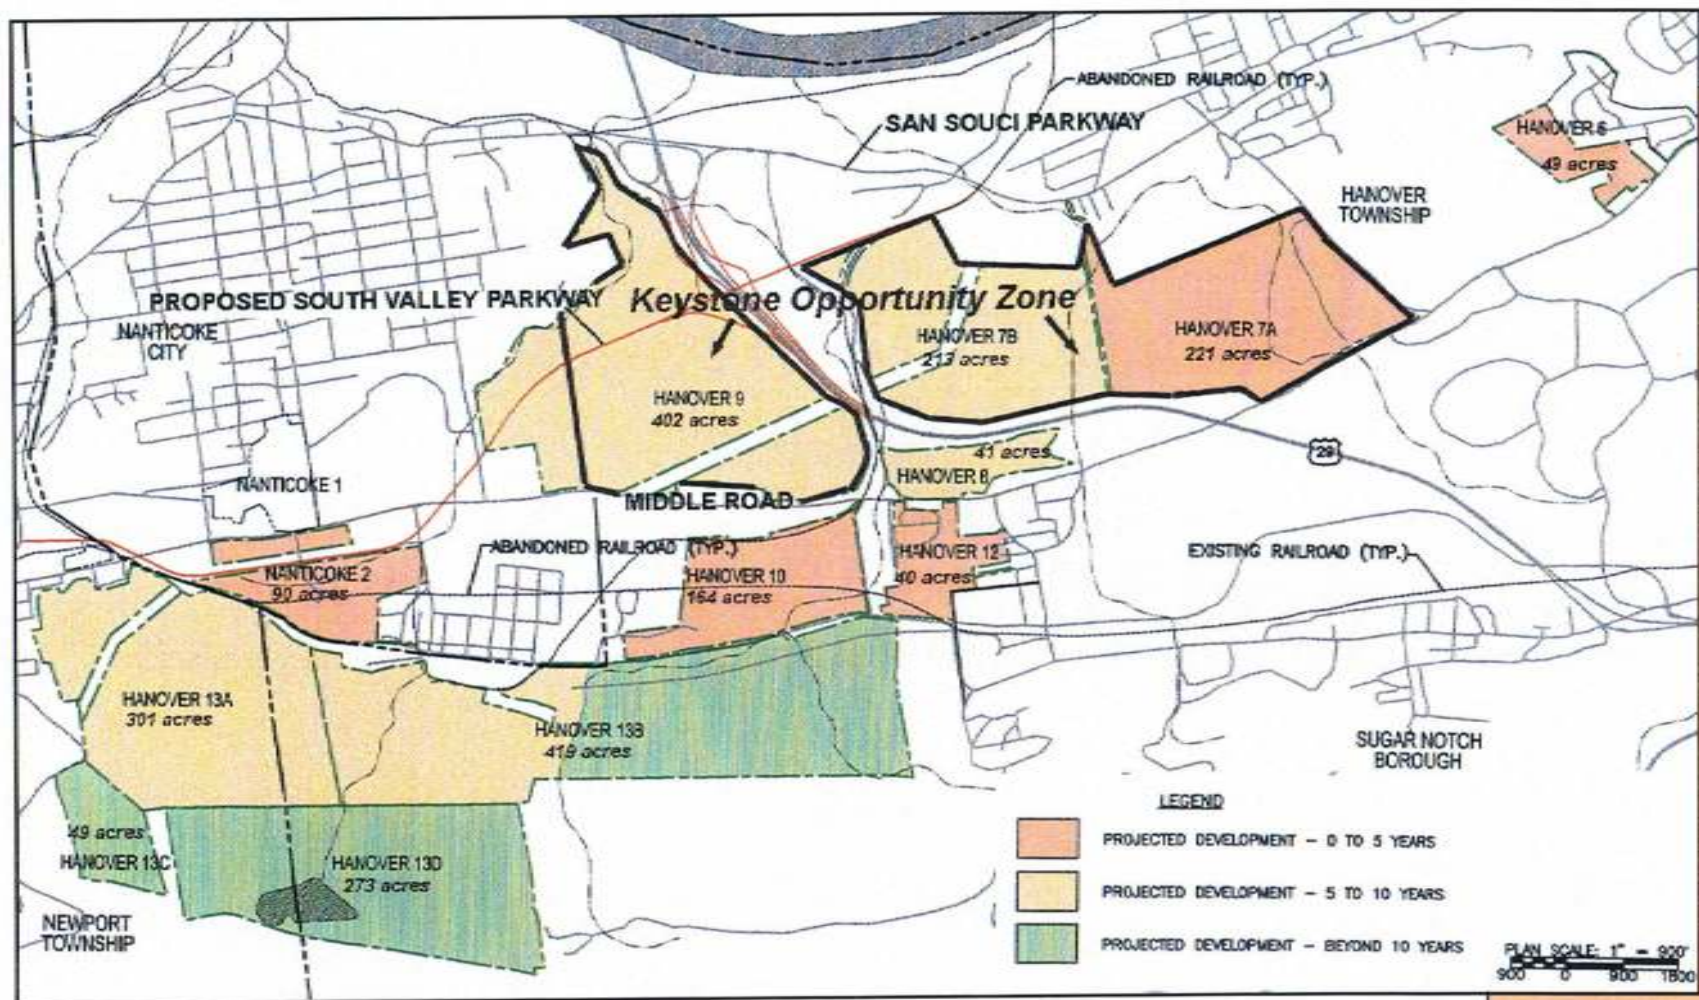 ABANDONED RAILROAD (TYP.)
SAN SOUCI PARKWAY
HANOVER 6
49 acres
HANOVER
TOWNSHIP
PROPOSED SOUTH VALLEY PARKWAY
Keystone Opportunity Zone
NANTICOKE
CITY
HANOVER 7B
213 acres
HANOVER 7A
221 acres
HANOVER 9
402 acres
41 acres
HANOVER 8
29
NANTICOKE 1
MIDDLE ROAD
ABANDONED RAILROAD (TYP.)
HANOVER 12
40 acres
EXISTING RAILROAD (TYP.)
NANTICOKE 2
90 acres
HANOVER 10
164 acres
HANOVER 13A
301 acres
HANOVER 13B
419 acres
SUGAR NOTCH
BOROUGH
49 acres
HANOVER 13C
HANOVER 13D
273 acres
NEWPORT
TOWNSHIP
LEGEND
PROJECTED DEVELOPMENT - 0 TO 5 YEARS
PROJECTED DEVELOPMENT - 5 TO 10 YEARS
PROJECTED DEVELOPMENT - BEYOND 10 YEARS
PLAN SCALE: 1" = 900'
900 0 900 1800